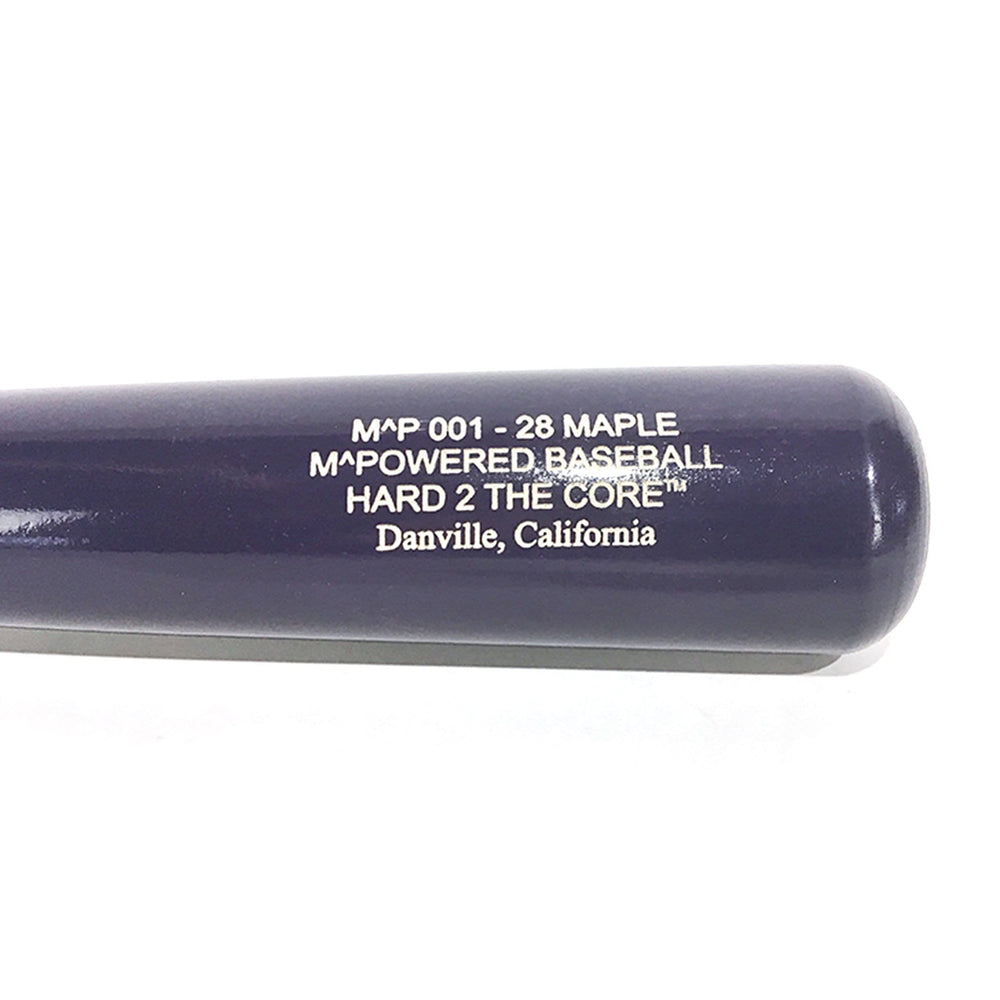 M^P 001 - 28 MAPLE
M^POWERED BASEBALL
HARD 2 THE CORE™
Danville, California